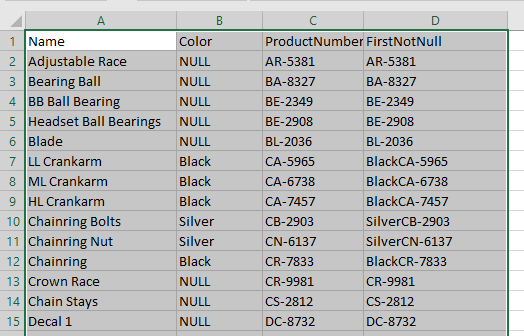 A B C D
1 Name Color ProductNumber FirstNotNull
2 Adjustable Race NULL AR-5381 AR-5381
3 Bearing Ball NULL BA-8327 BA-8327
4 BB Ball Bearing NULL BE-2349 BE-2349
5 Headset Ball Bearings NULL BE-2908 BE-2908
6 Blade NULL BL-2036 BL-2036
7 LL Crankarm Black CA-5965 BlackCA-5965
8 ML Crankarm Black CA-6738 BlackCA-6738
9 HL Crankarm Black CA-7457 BlackCA-7457
10 Chainring Bolts Silver CB-2903 SilverCB-2903
11 Chainring Nut Silver CN-6137 SilverCN-6137
12 Chainring Black CR-7833 BlackCR-7833
13 Crown Race NULL CR-9981 CR-9981
14 Chain Stays NULL CS-2812 CS-2812
15 Decal 1 NULL DC-8732 DC-8732